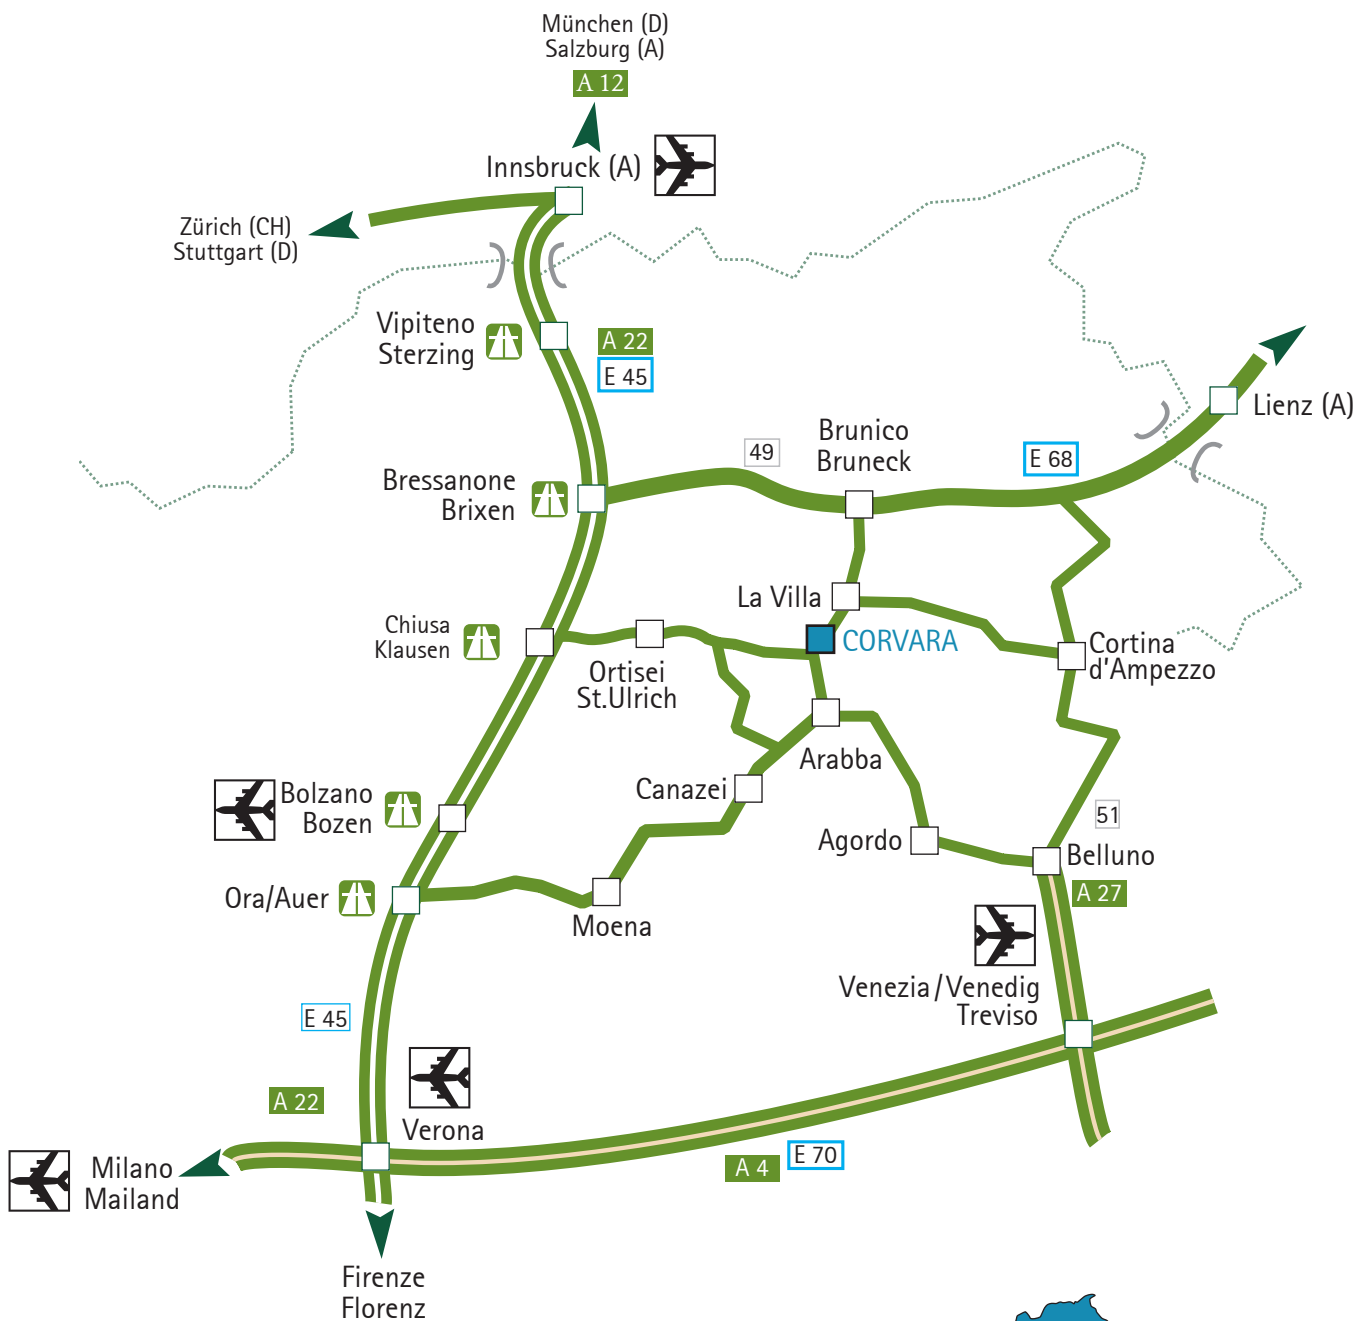 München (D)
Salzburg (A)
A 12
Innsbruck (A)
Zürich (CH)
Stuttgart (D)
Vipiteno
Sterzing
A 22
E 45
Lienz (A)
Brunico
Bruneck
49
E 68
Bressanone
Brixen
La Villa
Chiusa
Klausen
CORVARA
Cortina
d'Ampezzo
Ortisei
St.Ulrich
Arabba
Canazei
Bolzano
Bozen
51
Agordo
Belluno
Ora/Auer
A 27
Moena
Venezia/Venedig
Treviso
E 45
A 22
Verona
Milano
Mailand
A 4
E 70
Firenze
Florenz